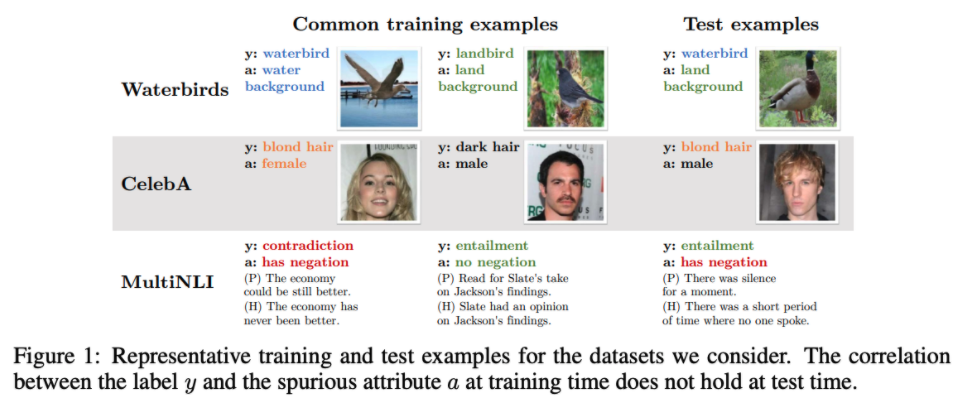 Common training examples
Test examples
Waterbirds
y: waterbird
a: water
background
y: landbird
a: land
background
y: waterbird
a: land
background
CelebA
y: blond hair
a: female
y: dark hair
a: male
y: blond hair
a: male
MultiNLI
y: contradiction
a: has negation
(P) The economy
could be still better.
(H) The economy has
never been better.
y: entailment
a: no negation
(P) Read for Slate's take
on Jackson's findings.
(H) Slate had an opinion
on Jackson's findings.
y: entailment
a: has negation
(P) There was silence
for a moment.
(H) There was a short period
of time where no one spoke.
Figure 1: Representative training and test examples for the datasets we consider. The correlation
between the label y and the spurious attribute a at training time does not hold at test time.